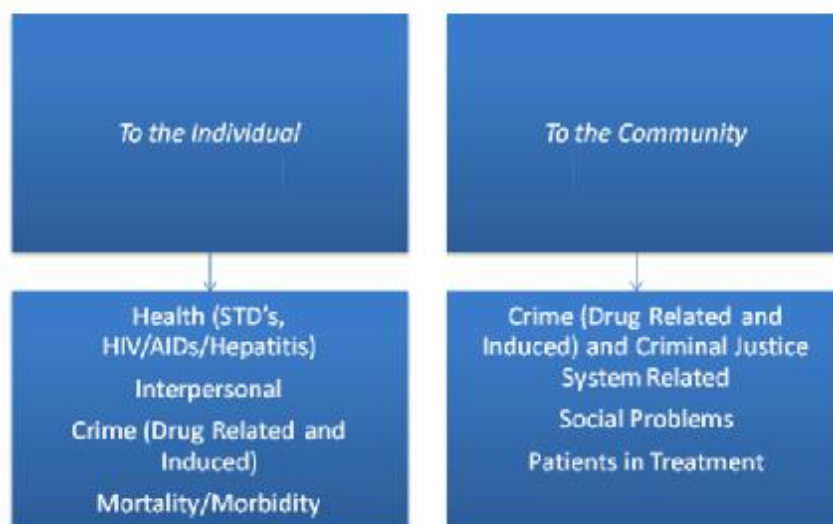 To the Individual
To the Community
Health (STD's,
HIV/AIDs/Hepatitis)
Interpersonal
Crime (Drug Related and
Induced)
Mortality/Morbidity
Crime (Drug Related and
Induced) and Criminal Justice
System Related
Social Problems
Patients in Treatment